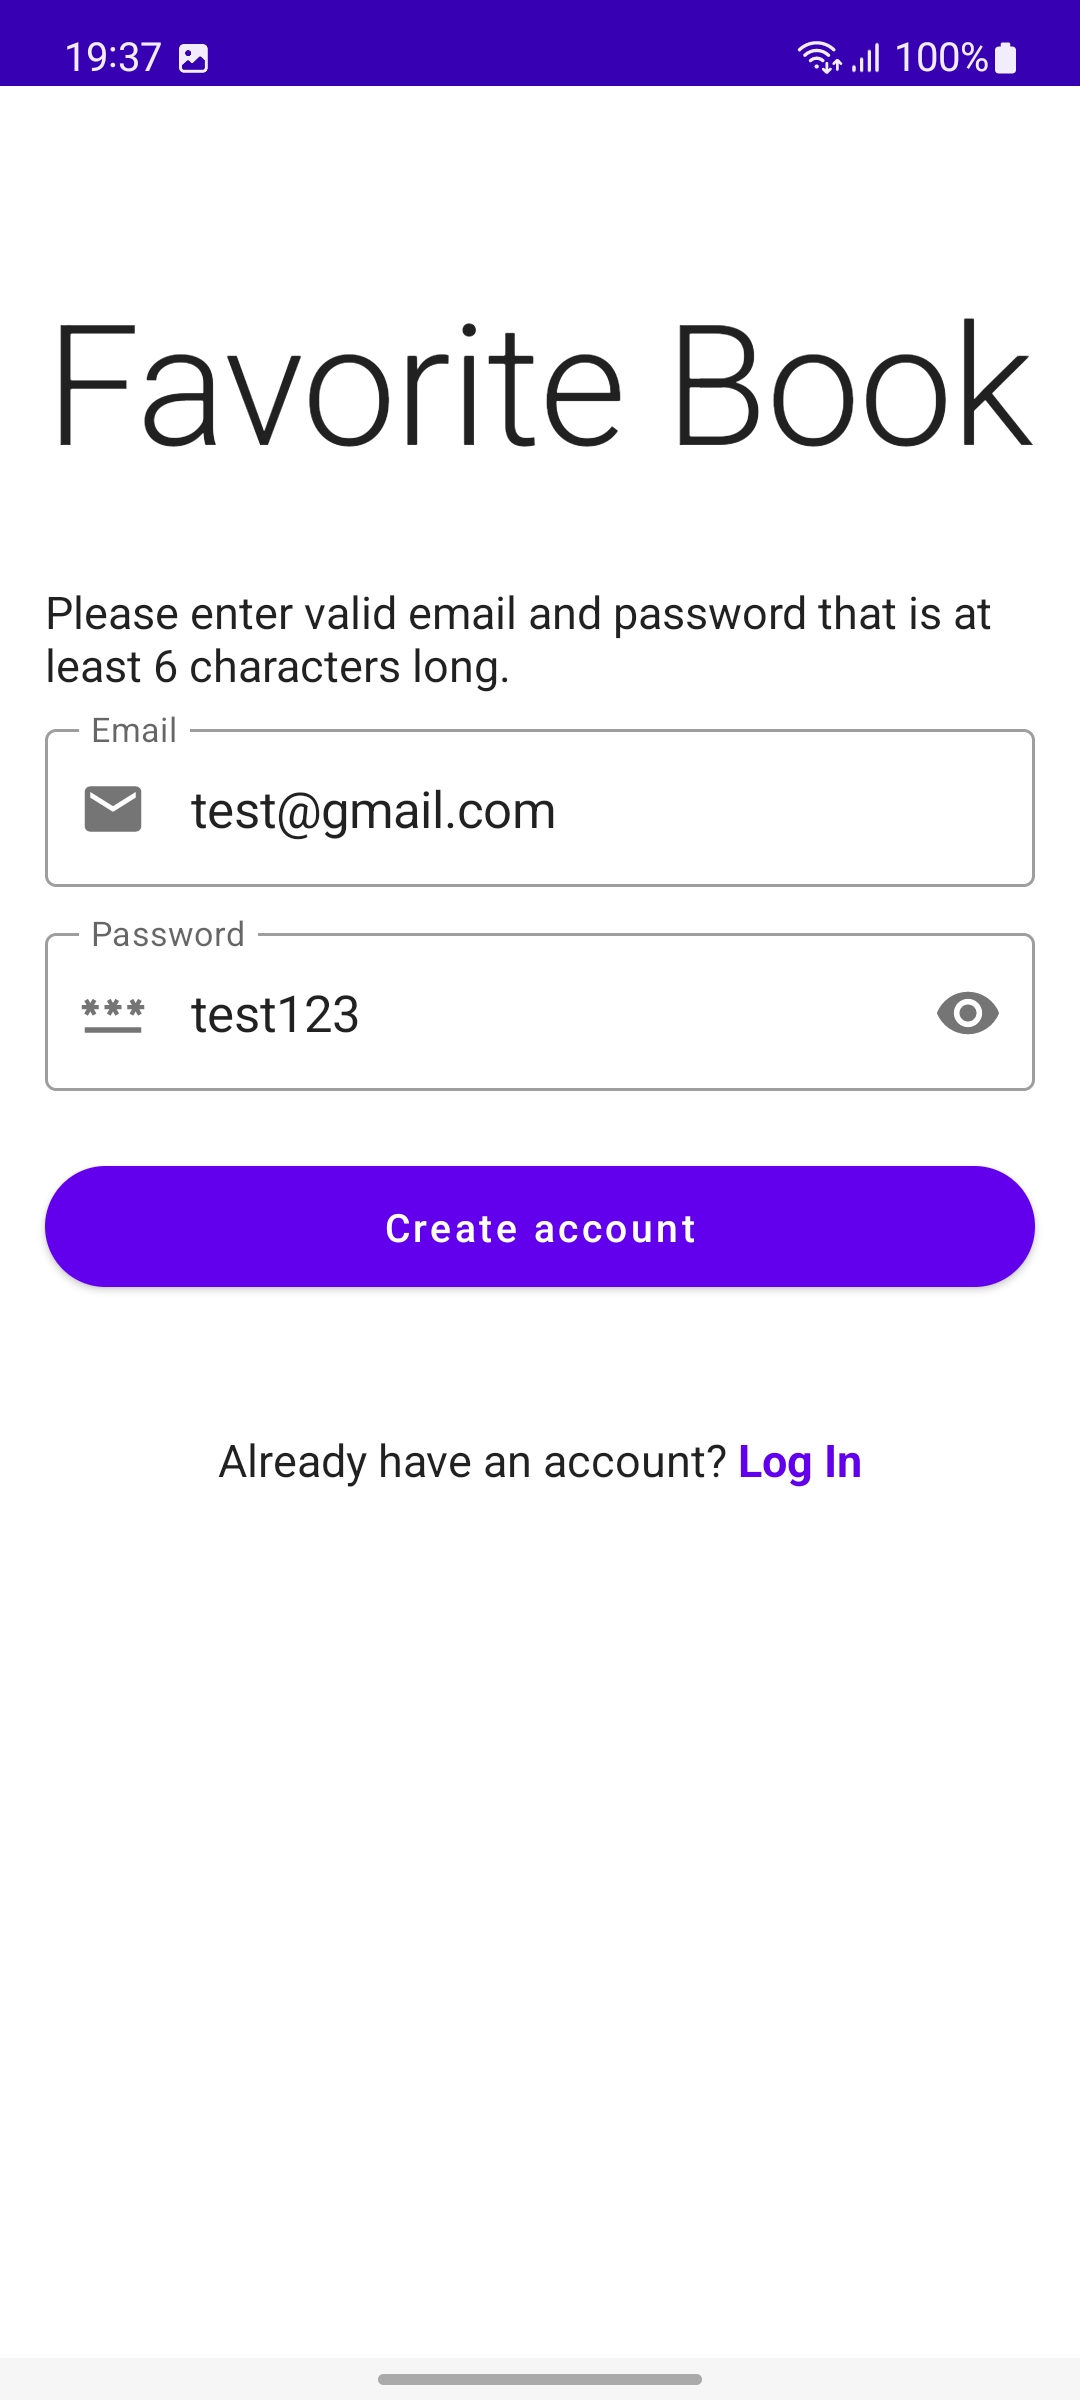 19:37 100%
Favorite Book
Please enter valid email and password that is at
least 6 characters long.
Email
test@gmail.com
Password
*** test123
Create account
Already have an account? Log In